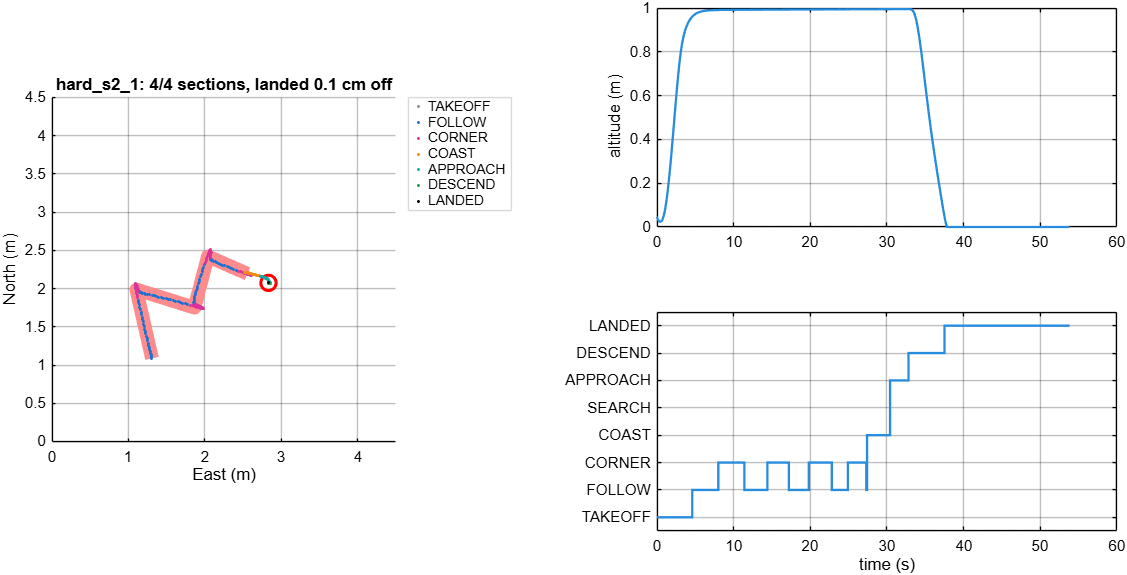 hard_s2_1: 4/4 sections, landed 0.1 cm off
4.5
4
3.5
3
2.5
2
1.5
1
0.5
0
0
1
2
3
4
North (m)
East (m)
TAKEOFF
FOLLOW
CORNER
COAST
APPROACH
DESCEND
LANDED
1
0.8
0.6
0.4
0.2
0
altitude (m)
0
10
20
30
40
50
60
LANDED
DESCEND
APPROACH
SEARCH
COAST
CORNER
FOLLOW
TAKEOFF
0
10
20
30
40
50
60
time (s)